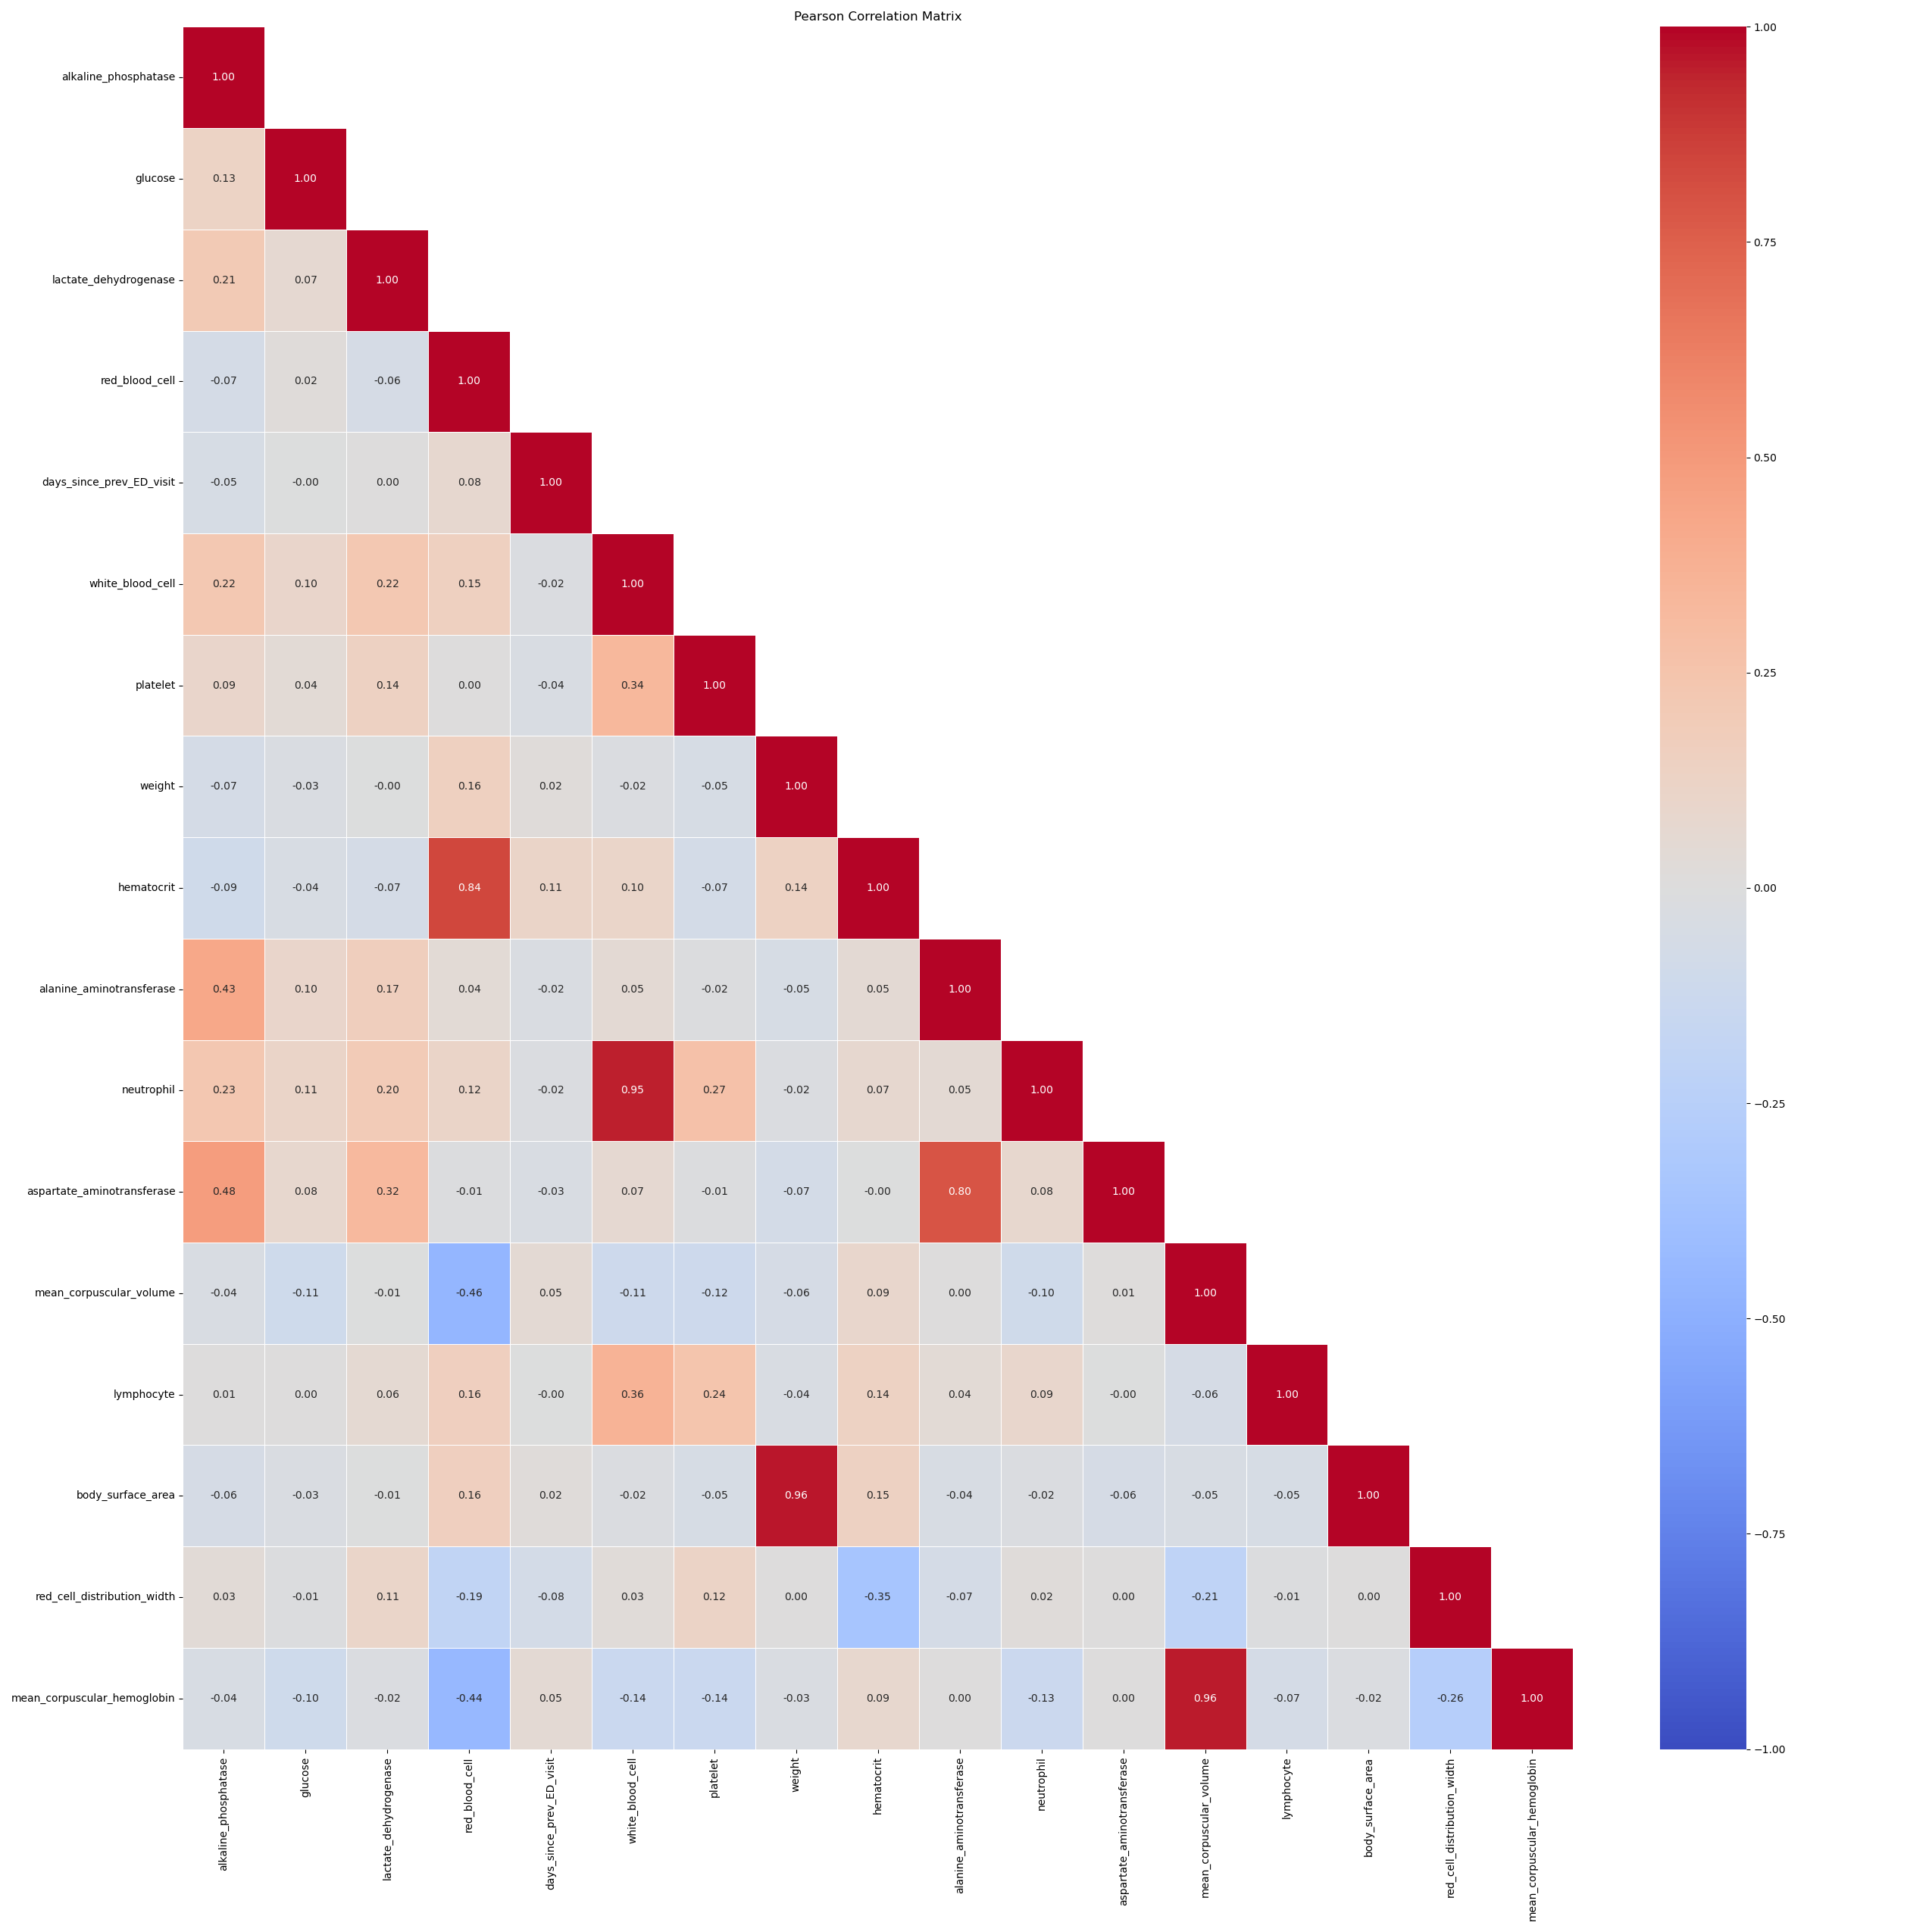 Pearson Correlation Matrix
alkaline_phosphatase 1.00
glucose 0.13 1.00
lactate_dehydrogenase 0.21 0.07 1.00
red_blood_cell -0.07 0.02 -0.06 1.00
days_since_prev_ED_visit -0.05 -0.00 0.00 0.08 1.00
white_blood_cell 0.22 0.10 0.22 0.15 -0.02 1.00
platelet 0.09 0.04 0.14 0.00 -0.04 0.34 1.00
weight -0.07 -0.03 -0.00 0.16 0.02 -0.02 -0.05 1.00
hematocrit -0.09 -0.04 -0.07 0.84 0.11 0.10 -0.07 0.14 1.00
alanine_aminotransferase 0.43 0.10 0.17 0.04 -0.02 0.05 -0.02 -0.05 0.05 1.00
neutrophil 0.23 0.11 0.20 0.12 -0.02 0.95 0.27 -0.02 0.07 0.05 1.00
aspartate_aminotransferase 0.48 0.08 0.32 -0.01 -0.03 0.07 -0.01 -0.07 -0.00 0.80 0.08 1.00
mean_corpuscular_volume -0.04 -0.11 -0.01 -0.46 0.05 -0.11 -0.12 -0.06 0.09 0.00 -0.10 0.01 1.00
lymphocyte 0.01 0.00 0.06 0.16 -0.00 0.36 0.24 -0.04 0.14 0.04 0.09 -0.00 -0.06 1.00
body_surface_area -0.06 -0.03 -0.01 0.16 0.02 -0.02 -0.05 0.96 0.15 -0.04 -0.02 -0.06 -0.05 -0.05 1.00
red_cell_distribution_width 0.03 -0.01 0.11 -0.19 -0.08 0.03 0.12 0.00 -0.35 -0.07 0.02 0.00 -0.21 -0.01 0.00 1.00
mean_corpuscular_hemoglobin -0.04 -0.10 -0.02 -0.44 0.05 -0.14 -0.14 -0.03 0.09 0.00 -0.13 0.00 0.96 -0.07 -0.02 -0.26 1.00
alkaline_phosphatase
glucose
lactate_dehydrogenase
red_blood_cell
days_since_prev_ED_visit
white_blood_cell
platelet
weight
hematocrit
alanine_aminotransferase
neutrophil
aspartate_aminotransferase
mean_corpuscular_volume
lymphocyte
body_surface_area
red_cell_distribution_width
mean_corpuscular_hemoglobin
1.00
0.75
0.50
0.25
0.00
−0.25
−0.50
−0.75
−1.00